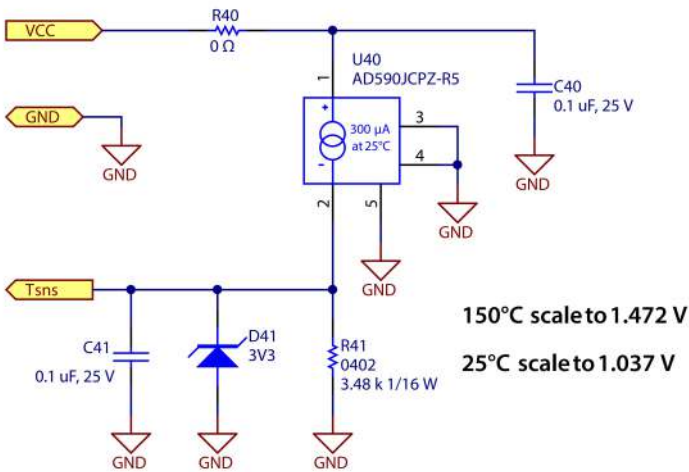 VCC
R40
0 Ω
U40
AD590JCPZ-R5
1
+
300 µA
at 25°C
-
3
4
2
5
C40
0.1 uF, 25 V
GND
GND
GND
GND
GND
Tsns
C41
0.1 uF, 25 V
D41
3V3
R41
0402
3.48 k 1/16 W
150°C scale to 1.472 V
25°C scale to 1.037 V
GND
GND
GND